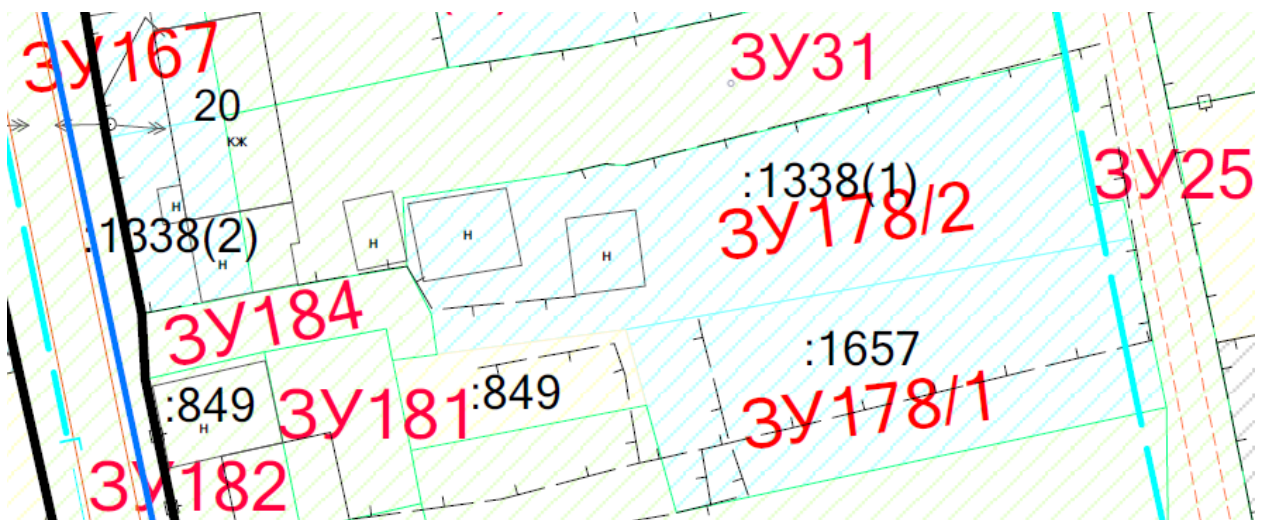 ЗУ167
ЗУ31
20
кж
:1338(1)
ЗУ25
ЗУ178/2
н
:1338(2)
н
н
н
н
ЗУ184
:1657
:849
н
ЗУ181
:849
ЗУ178/1
ЗУ182